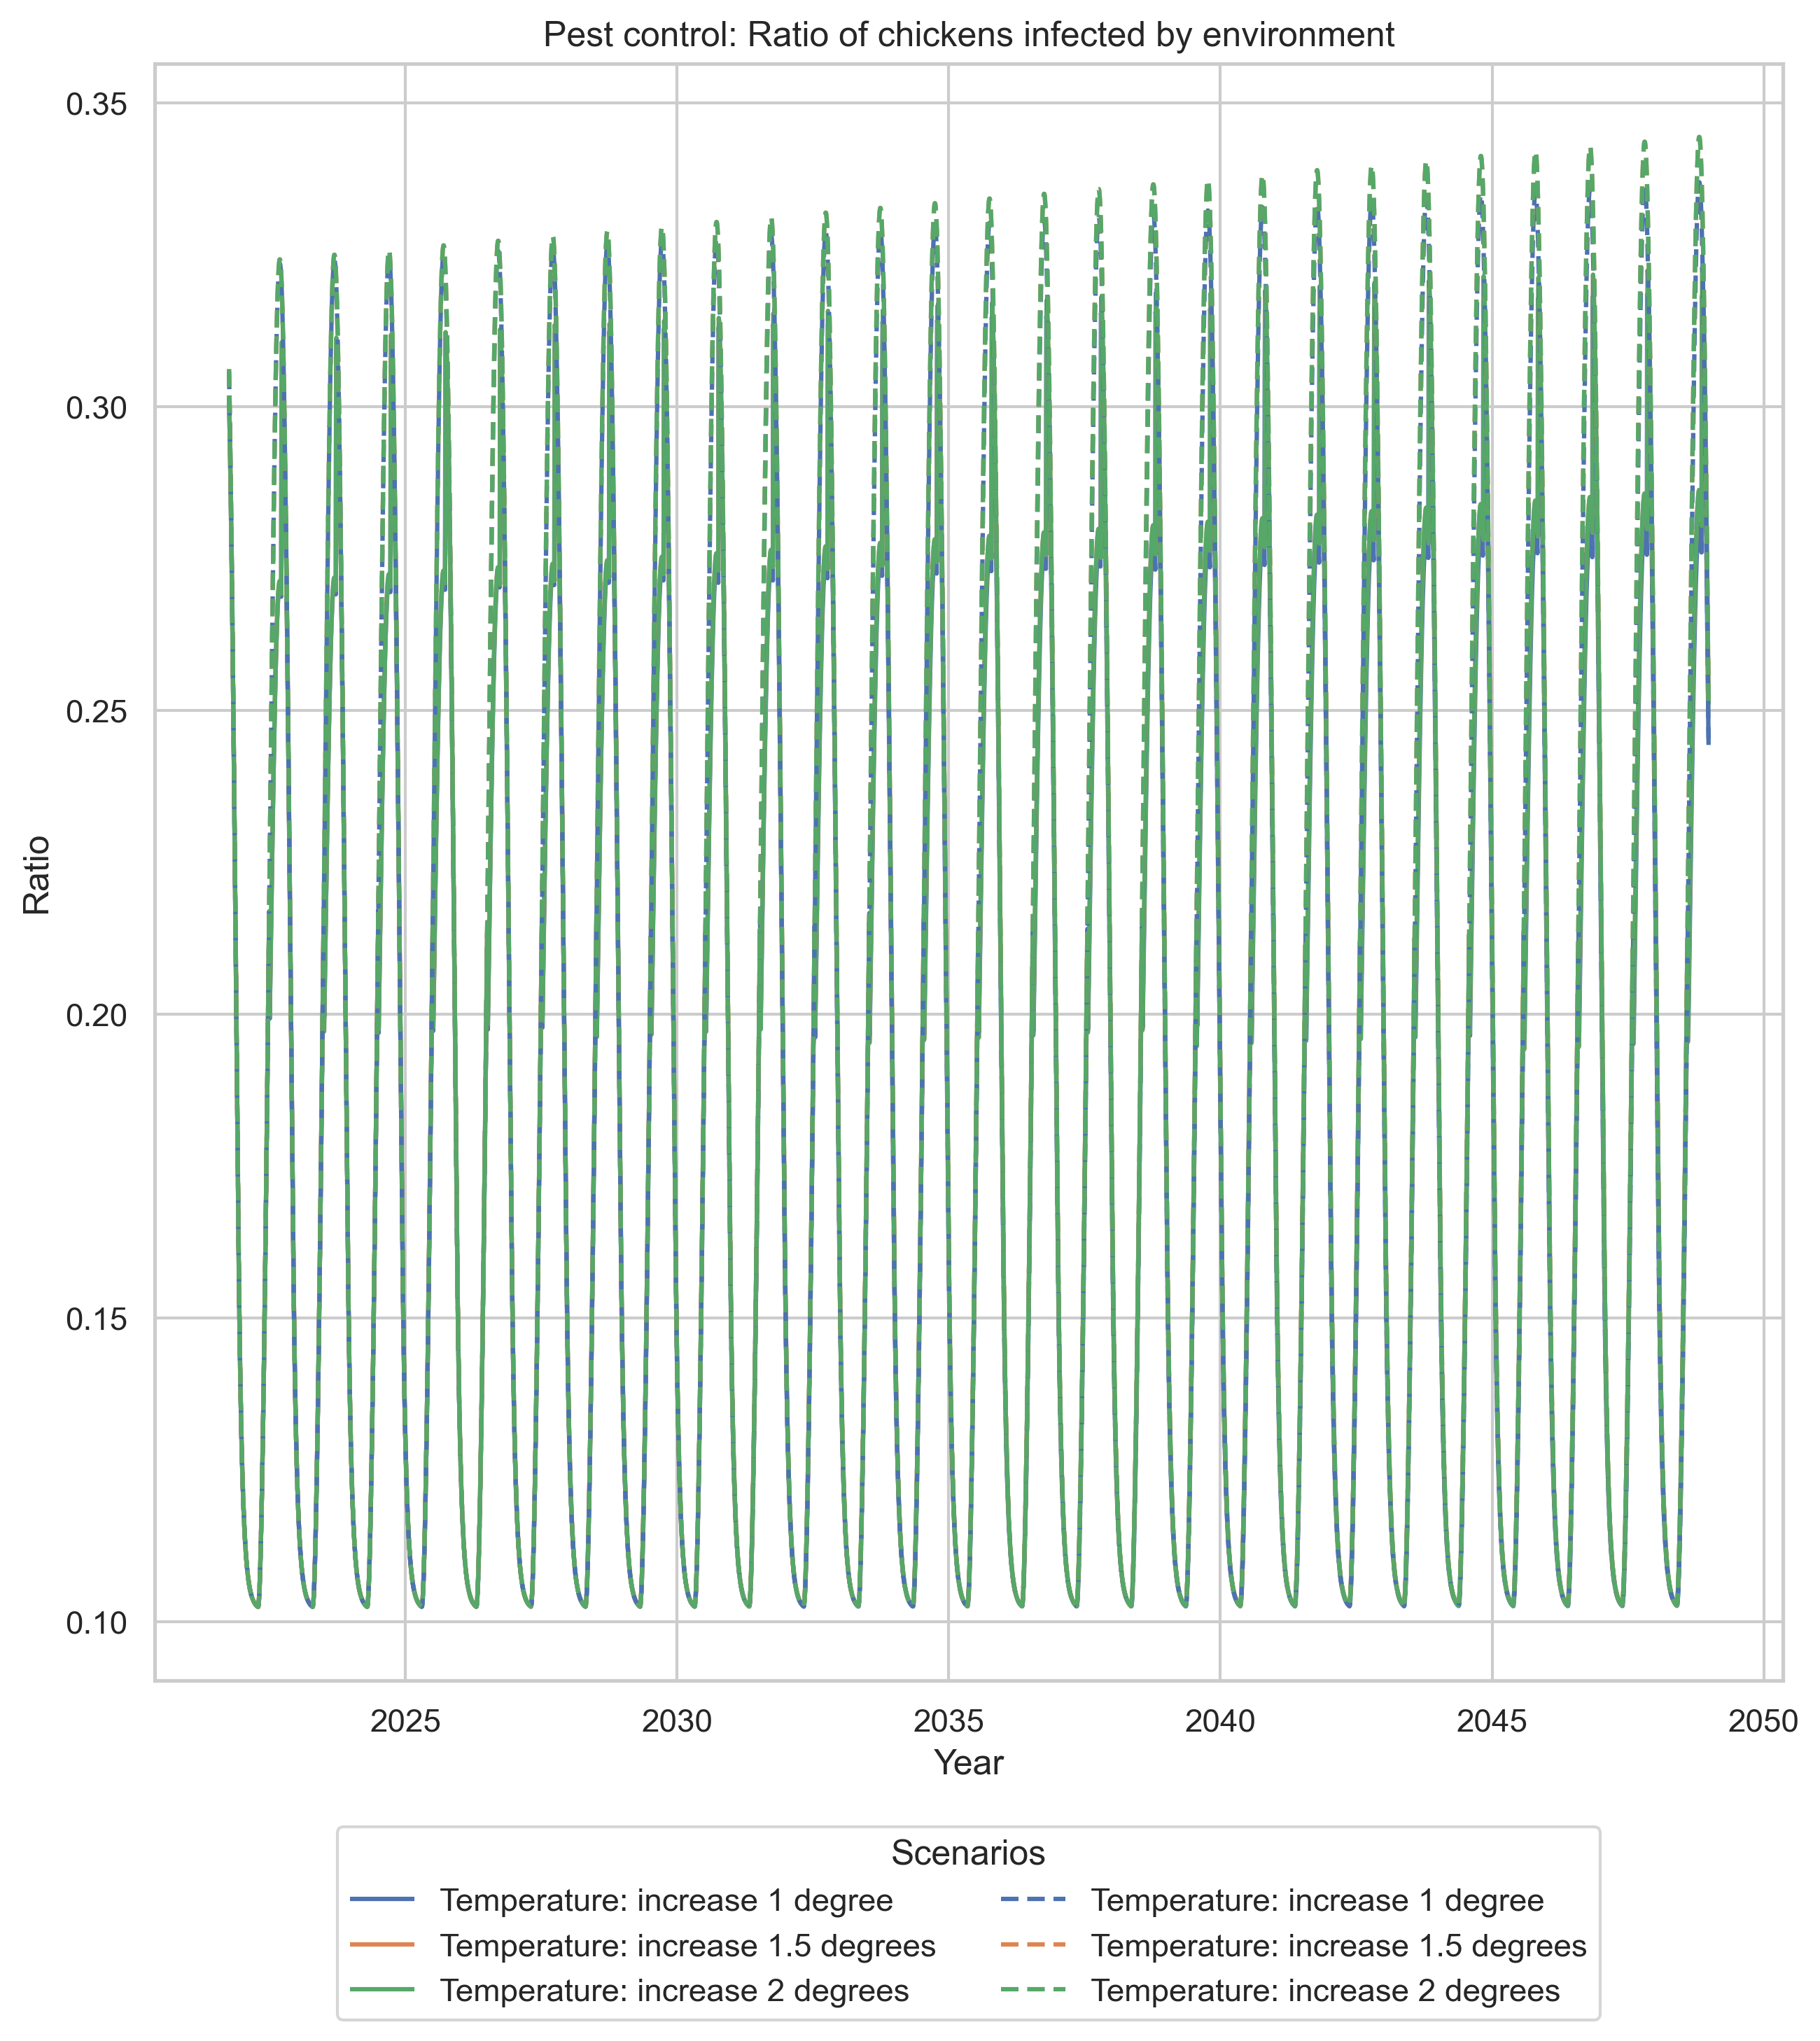 Pest control: Ratio of chickens infected by environment
0.35
0.30
0.25
0.20
0.15
0.10
Ratio
2025 2030 2035 2040 2045 2050
Year
Scenarios
Temperature: increase 1 degree
Temperature: increase 1.5 degrees
Temperature: increase 2 degrees
Temperature: increase 1 degree
Temperature: increase 1.5 degrees
Temperature: increase 2 degrees